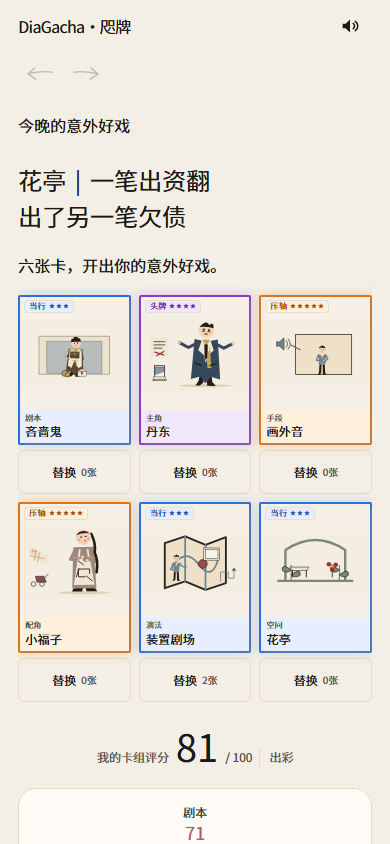 DiaGacha · 咫牌
今晚的意外好戏
花亭｜一笔出资翻
出了另一笔欠债
六张卡，开出你的意外好戏。
当行 ★★★
剧本
吝啬鬼
头牌 ★★★★
主角
丹东
压轴 ★★★★★
手段
画外音
替换 0张
替换 0张
替换 0张
压轴 ★★★★★
配角
小福子
当行 ★★★
演法
装置剧场
当行 ★★★
空间
花亭
替换 0张
替换 2张
替换 0张
我的卡组评分 81 / 100 出彩
剧本
71